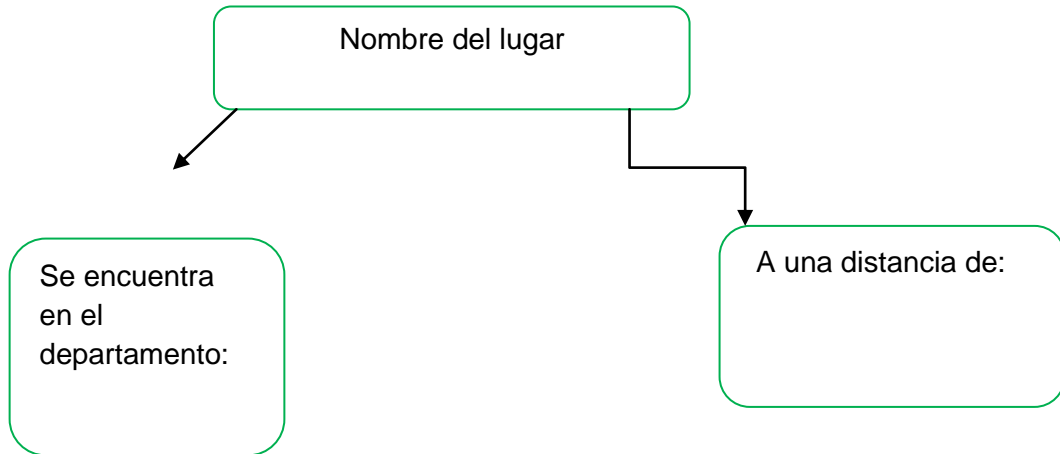 Nombre del lugar
Se encuentra
en el
departamento:
A una distancia de: